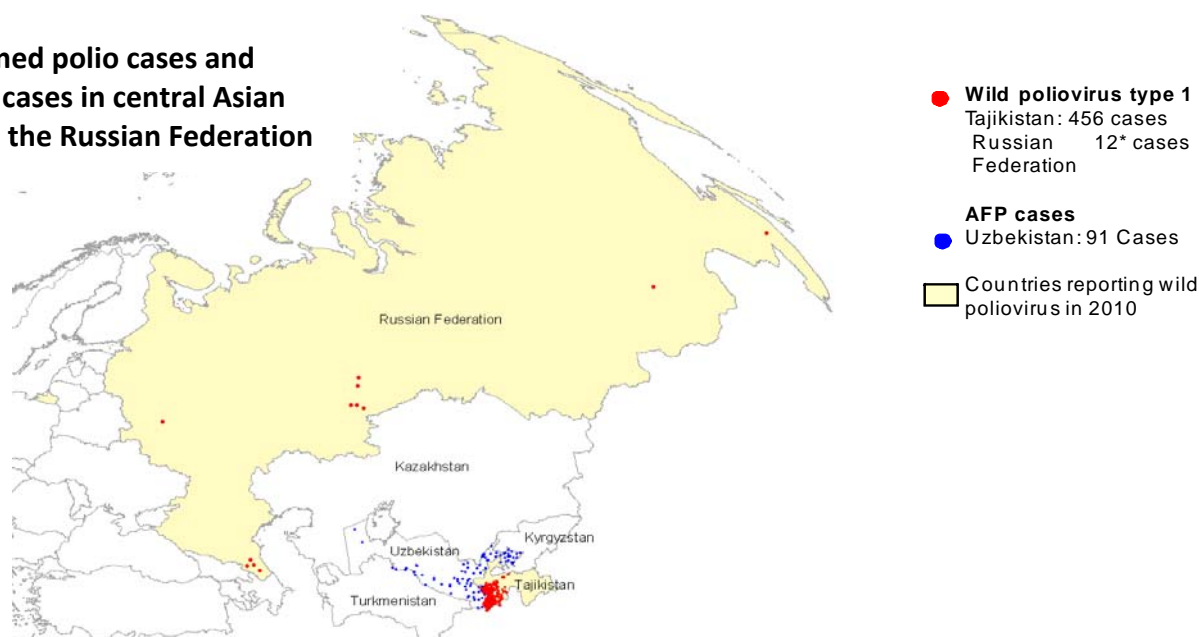 ned polio cases and
cases in central Asian
the Russian Federation
Wild poliovirus type 1
Tajikistan: 456 cases
Russian 12* cases
Federation
AFP cases
Uzbekistan: 91 Cases
Countries reporting wild
poliovirus in 2010
Russian Federation
Kazakhstan
Kyrgyzstan
Uzbekistan
Tajikistan
Turkmenistan